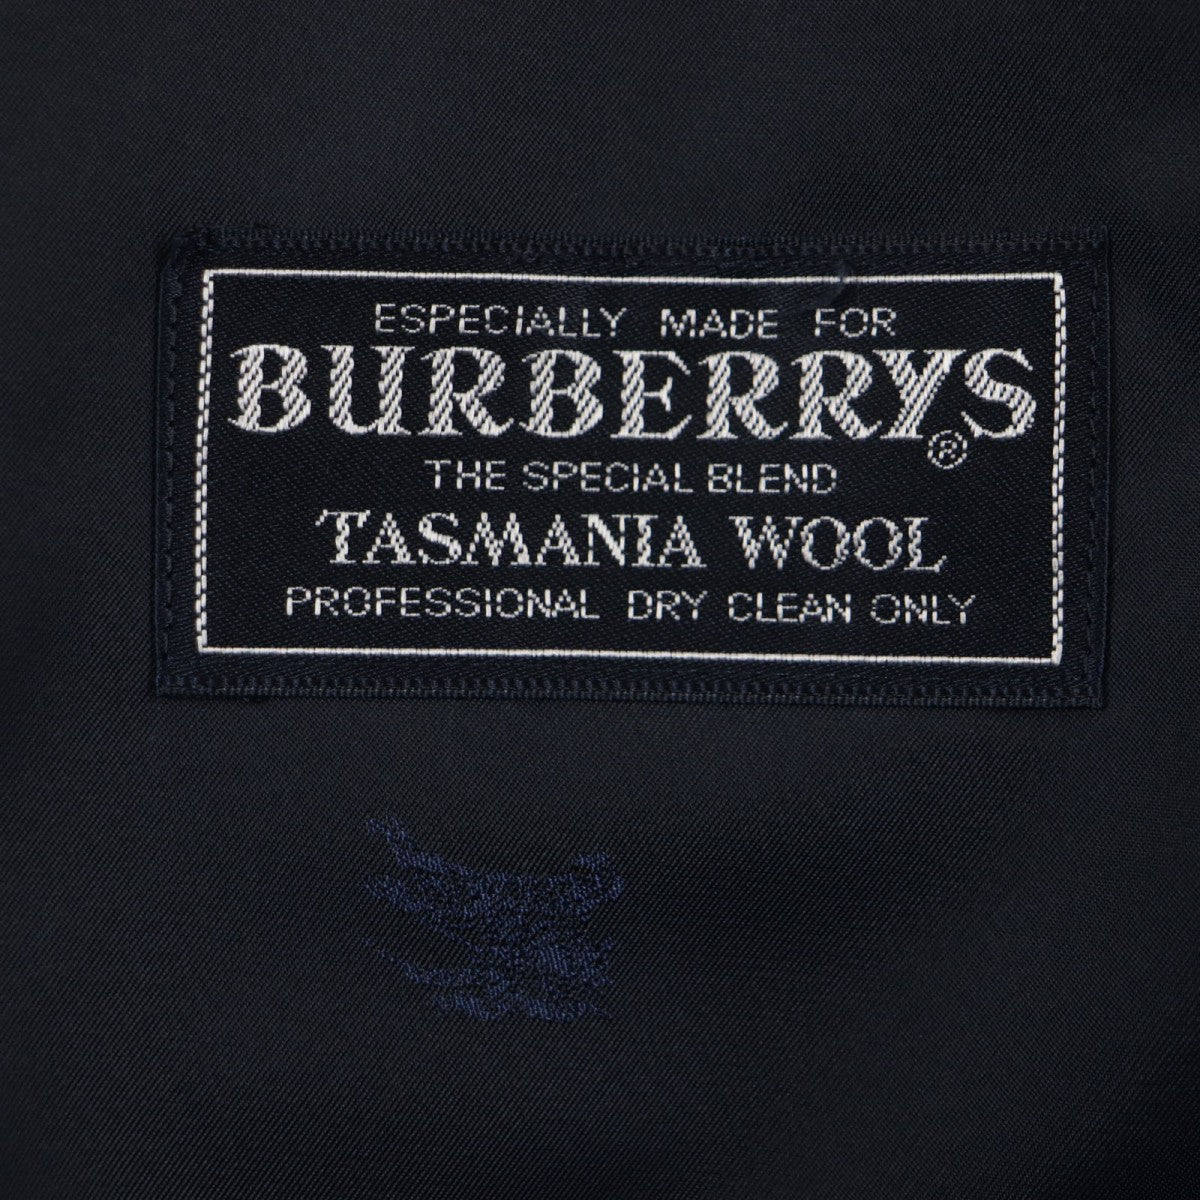 ESPECIALLY MADE FOR
BURBERRYS®
THE SPECIAL BLEND
TASMANIA WOOL
PROFESSIONAL DRY CLEAN ONLY